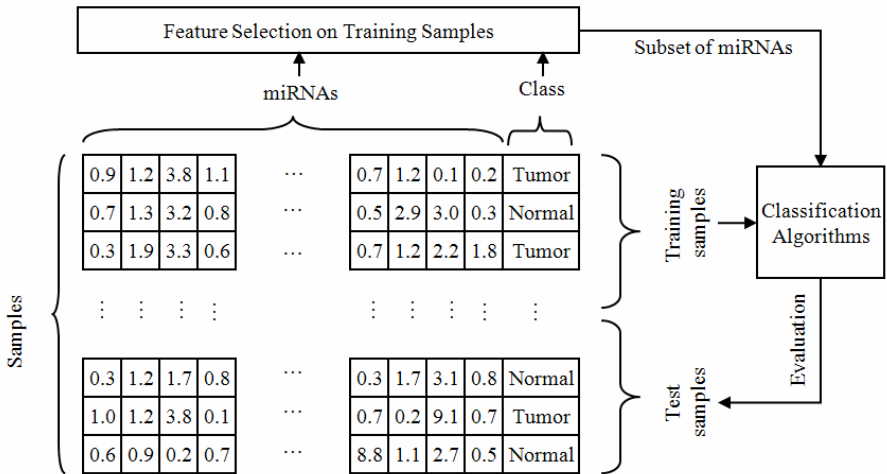 Feature Selection on Training Samples
Subset of miRNAs
miRNAs
Class
0.9 1.2 3.8 1.1 ... 0.7 1.2 0.1 0.2 Tumor
0.7 1.3 3.2 0.8 ... 0.5 2.9 3.0 0.3 Normal
0.3 1.9 3.3 0.6 ... 0.7 1.2 2.2 1.8 Tumor
⋮ ⋮ ⋮ ⋮ ⋮ ⋮ ⋮ ⋮ ⋮
0.3 1.2 1.7 0.8 ... 0.3 1.7 3.1 0.8 Normal
1.0 1.2 3.8 0.1 ... 0.7 0.2 9.1 0.7 Tumor
0.6 0.9 0.2 0.7 ... 8.8 1.1 2.7 0.5 Normal
Samples
Training
samples
Classification
Algorithms
Evaluation
Test
samples